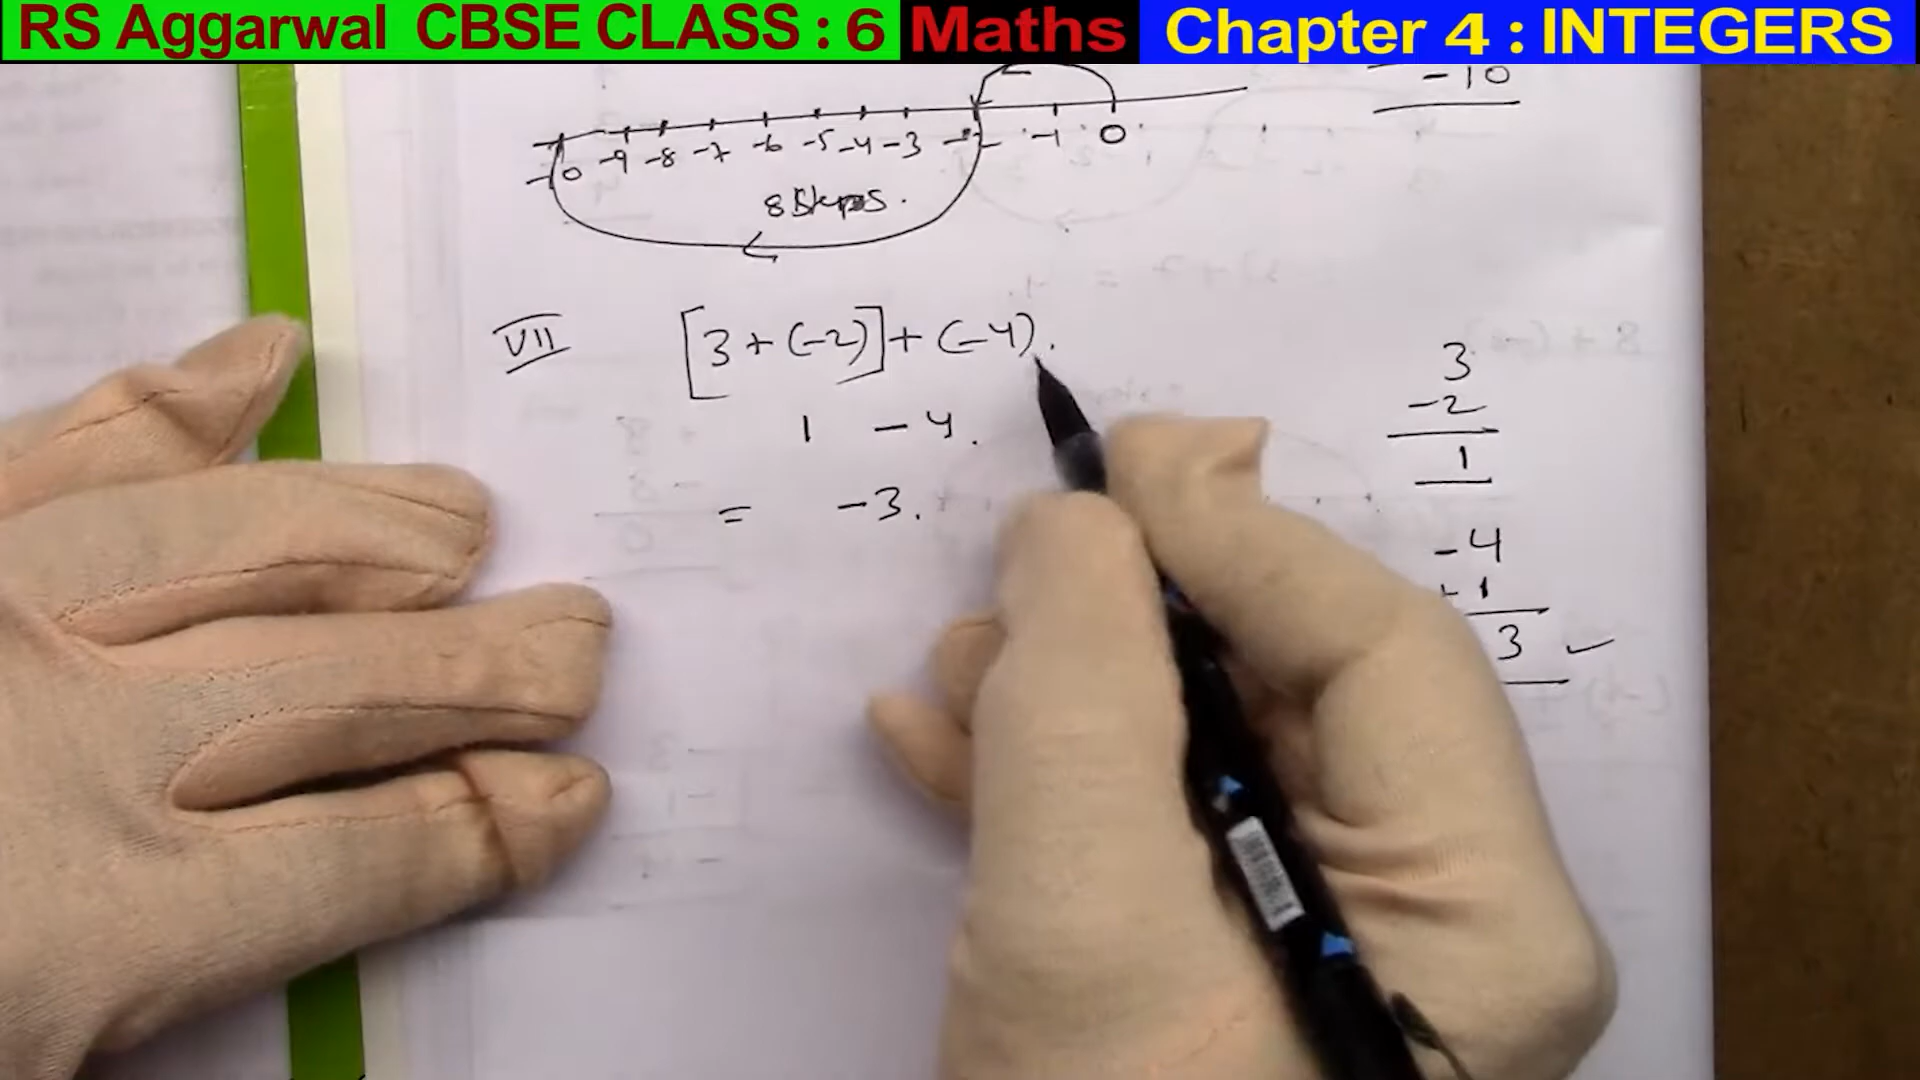 RS Aggarwal CBSE CLASS : 6 Maths Chapter 4 : INTEGERS
-10
-10 -9 -8 -7 -6 -5 -4 -3 -2 -1 0
8 Steps.
VII [3 + (-2)] + (-4).
1 - 4.
= -3.
3
-2
1
-4
+1
3 ✓